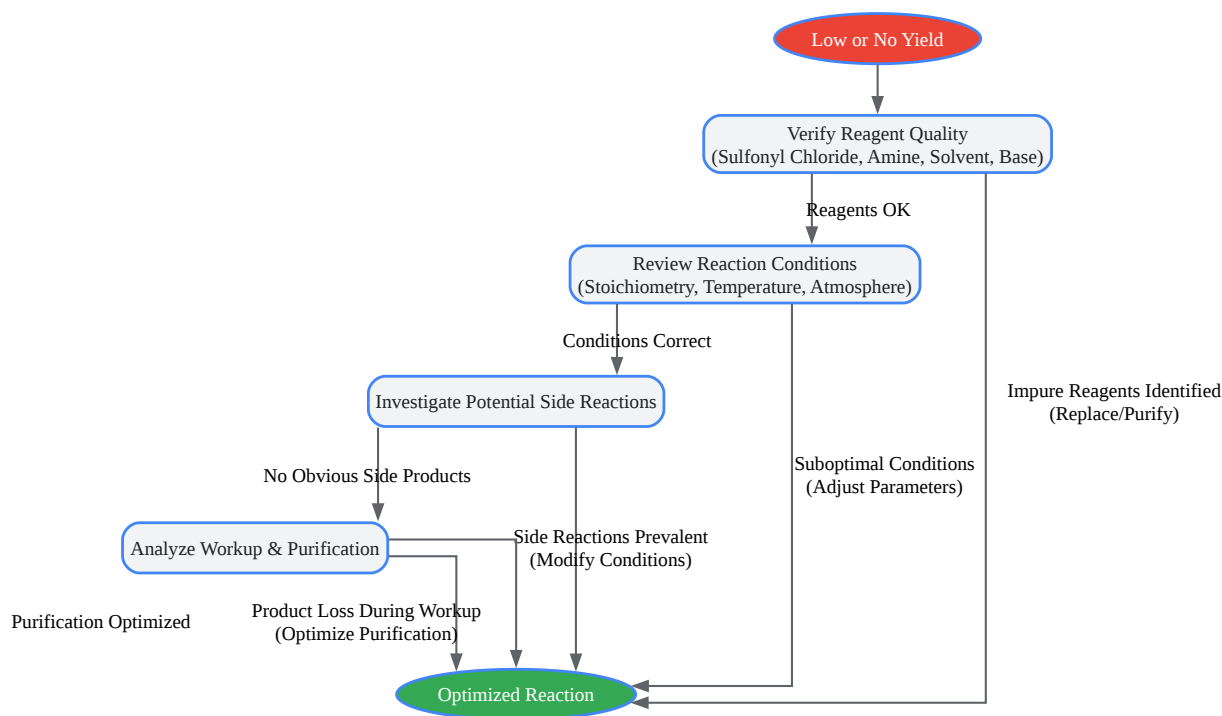 Low or No Yield
Verify Reagent Quality
(Sulfonyl Chloride, Amine, Solvent, Base)
Reagents OK
Review Reaction Conditions
(Stoichiometry, Temperature, Atmosphere)
Conditions Correct
Investigate Potential Side Reactions
Impure Reagents Identified
(Replace/Purify)
Suboptimal Conditions
(Adjust Parameters)
No Obvious Side Products
Side Reactions Prevalent
(Modify Conditions)
Analyze Workup & Purification
Purification Optimized
Product Loss During Workup
(Optimize Purification)
Optimized Reaction